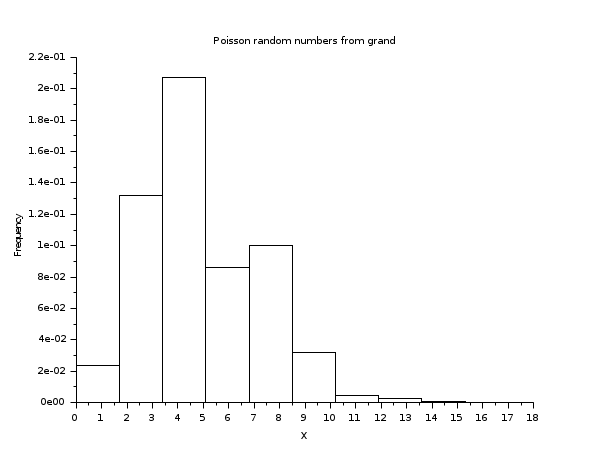 Poisson random numbers from grand
2.2e-01
2e-01
1.8e-01
1.6e-01
1.4e-01
1.2e-01
1e-01
8e-02
6e-02
4e-02
2e-02
0e00
Frequency
0 1 2 3 4 5 6 7 8 9 10 11 12 13 14 15 16 17 18
X